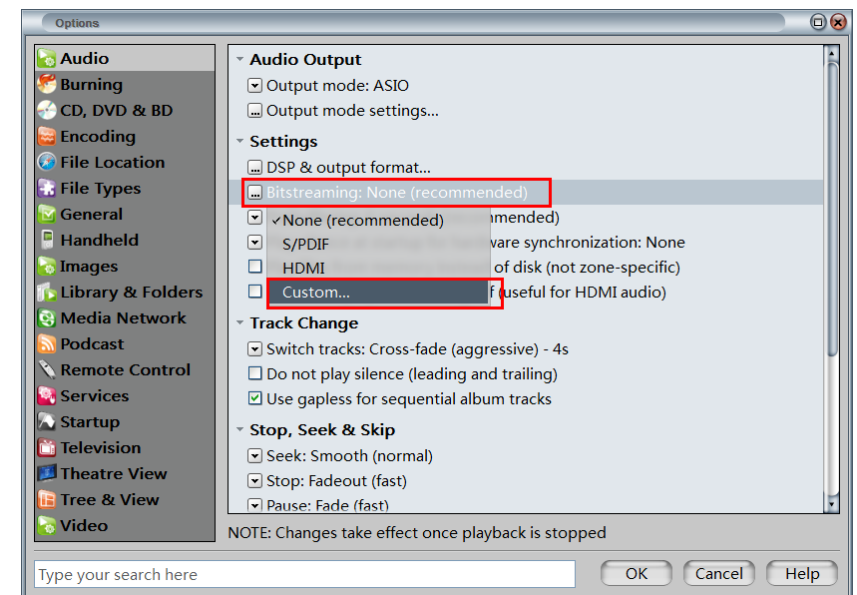 Options
Audio
Burning
CD, DVD & BD
Encoding
File Location
File Types
General
Handheld
Images
Library & Folders
Media Network
Podcast
Remote Control
Services
Startup
Television
Theatre View
Tree & View
Video
Audio Output
Output mode: ASIO
Output mode settings...
Settings
DSP & output format...
Bitstreaming: None (recommended)
None (recommended)
S/PDIF
ware synchronization: None
HDMI
of disk (not zone-specific)
Custom...
(useful for HDMI audio)
Track Change
Switch tracks: Cross-fade (aggressive) - 4s
Do not play silence (leading and trailing)
Use gapless for sequential album tracks
Stop, Seek & Skip
Seek: Smooth (normal)
Stop: Fadeout (fast)
Pause: Fade (fast)
NOTE: Changes take effect once playback is stopped
Type your search here
OK Cancel Help